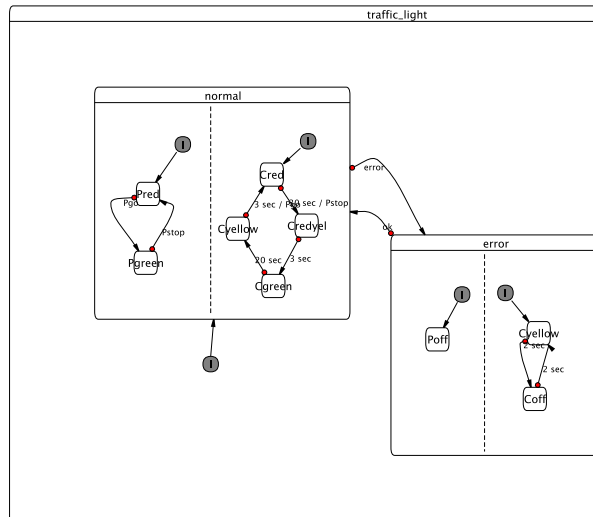 traffic_light
normal
I
I
Pred
Cred
error
Pgo
3 sec / Pgo
20 sec / Pstop
Cyellow
Credyel
ok
Pstop
error
Pgreen
20 sec
3 sec
Cgreen
I
I
I
Poff
Cyellow
2 sec
2 sec
Coff